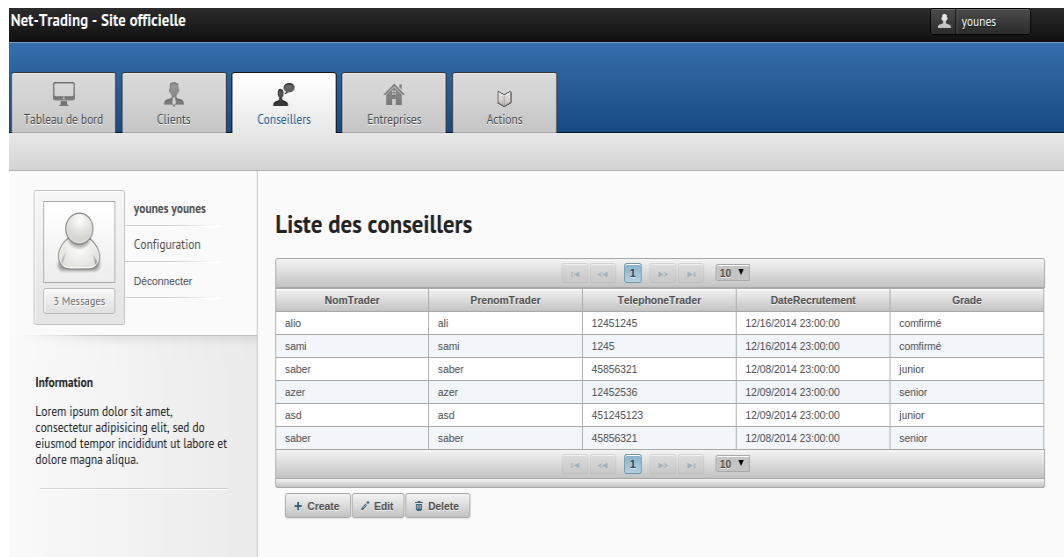 Net-Trading - Site officielle
younes
Tableau de bord
Clients
Conseillers
Entreprises
Actions
younes younes
Configuration
Déconnecter
3 Messages
Information
Lorem ipsum dolor sit amet,
consectetur adipisicing elit, sed do
eiusmod tempor incididunt ut labore et
dolore magna aliqua.
Liste des conseillers
1 10
NomTrader PrenomTrader TelephoneTrader DateRecrutement Grade
alio ali 12451245 12/16/2014 23:00:00 comfirmé
sami sami 1245 12/16/2014 23:00:00 comfirmé
saber saber 45856321 12/08/2014 23:00:00 junior
azer azer 12452536 12/09/2014 23:00:00 senior
asd asd 451245123 12/09/2014 23:00:00 junior
saber saber 45856321 12/08/2014 23:00:00 senior
1 10
Create Edit Delete